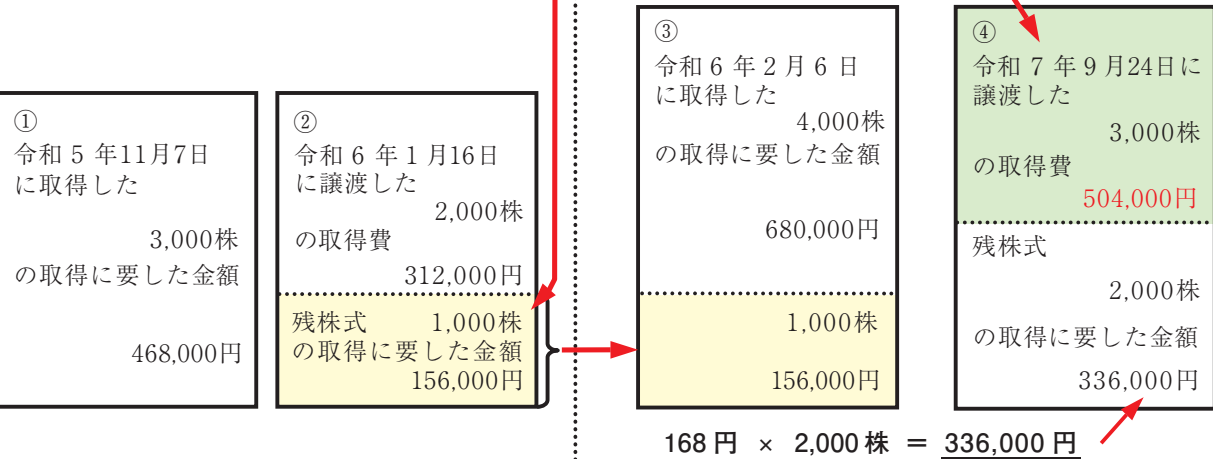 ①
令和5年11月7日
に取得した
3,000株
の取得に要した金額
468,000円
②
令和6年1月16日
に譲渡した
2,000株
の取得費
312,000円
残株式 1,000株
の取得に要した金額
156,000円
③
令和6年2月6日
に取得した
4,000株
の取得に要した金額
680,000円
1,000株
156,000円
④
令和7年9月24日に
譲渡した
3,000株
の取得費
504,000円
残株式
2,000株
の取得に要した金額
336,000円
168円 × 2,000株 = 336,000円